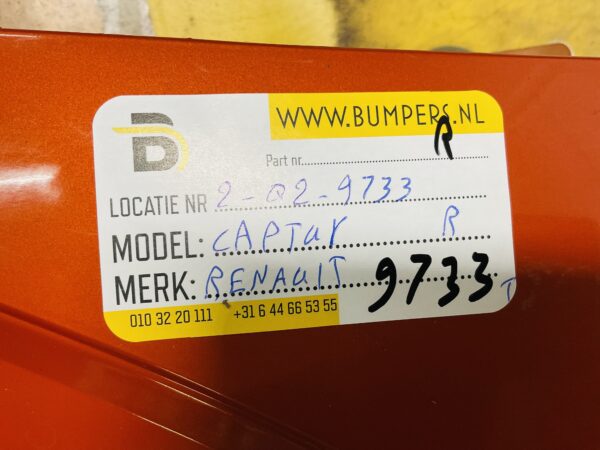 WWW.BUMPERS.NL
B
Part nr. R
LOCATIE NR 2-Q2-9733
MODEL: CAPTUR R
MERK: RENAULT 9733 T
010 32 20 111 +31 6 44 66 53 55